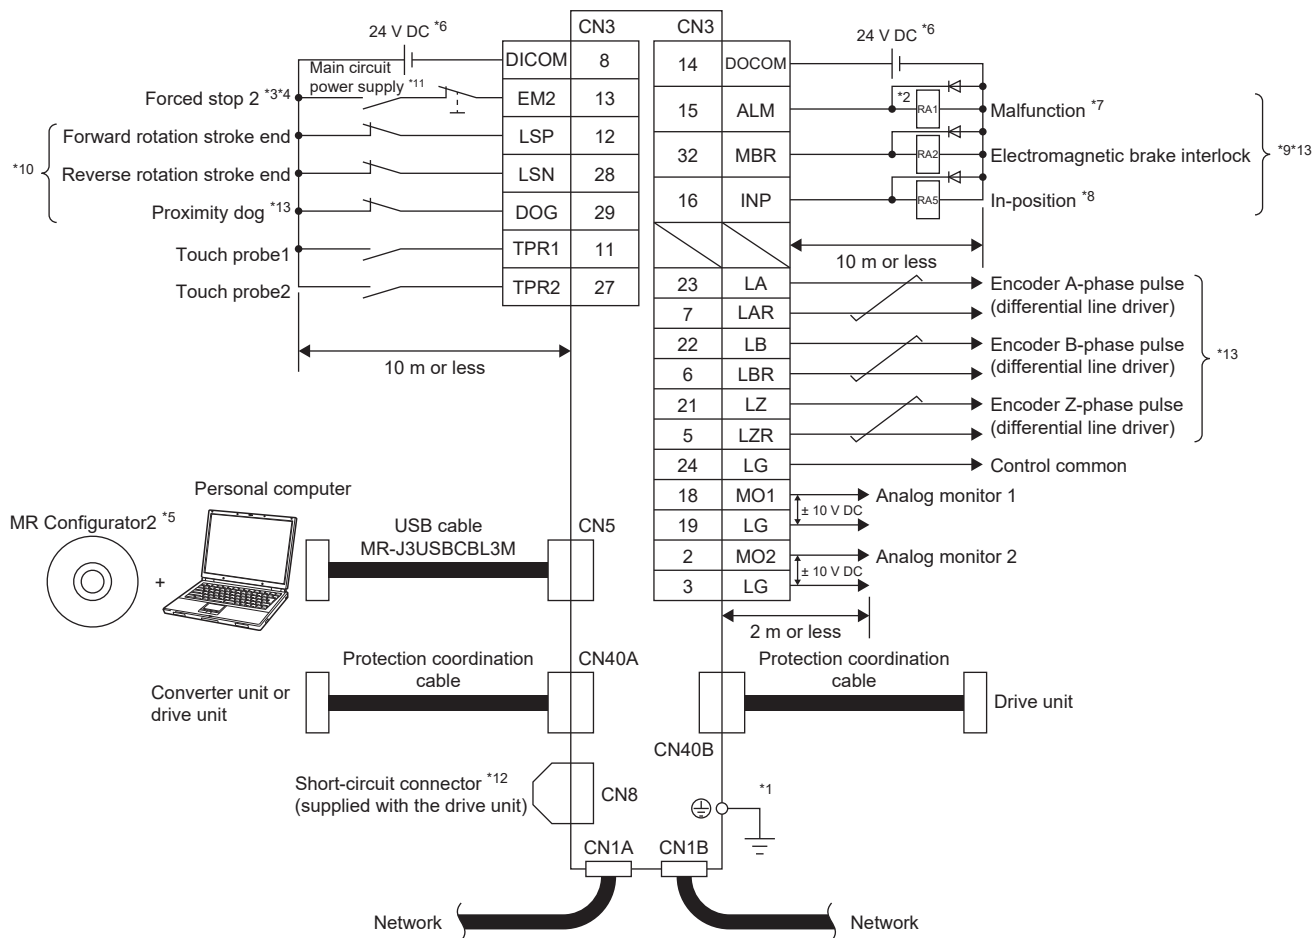 CN3
CN3
24 V DC *6
DICOM 8
Main circuit
power supply *11
Forced stop 2 *3*4
EM2 13
*10
Forward rotation stroke end
LSP 12
Reverse rotation stroke end
LSN 28
Proximity dog *13
DOG 29
Touch probe1
TPR1 11
Touch probe2
TPR2 27
10 m or less
24 V DC *6
14 DOCOM
15 ALM
*2
RA1
Malfunction *7
32 MBR
RA2
Electromagnetic brake interlock
*9*13
16 INP
RA5
In-position *8
10 m or less
23 LA
Encoder A-phase pulse
(differential line driver)
7 LAR
22 LB
Encoder B-phase pulse
(differential line driver)
6 LBR
*13
21 LZ
Encoder Z-phase pulse
(differential line driver)
5 LZR
24 LG
Control common
18 MO1
Analog monitor 1
± 10 V DC
19 LG
2 MO2
Analog monitor 2
± 10 V DC
3 LG
2 m or less
Personal computer
MR Configurator2 *5
+
USB cable
MR-J3USBCBL3M
CN5
Protection coordination
cable
CN40A
Converter unit or
drive unit
Protection coordination
cable
Drive unit
CN40B
Short-circuit connector *12
(supplied with the drive unit)
CN8
*1
CN1A
CN1B
Network
Network